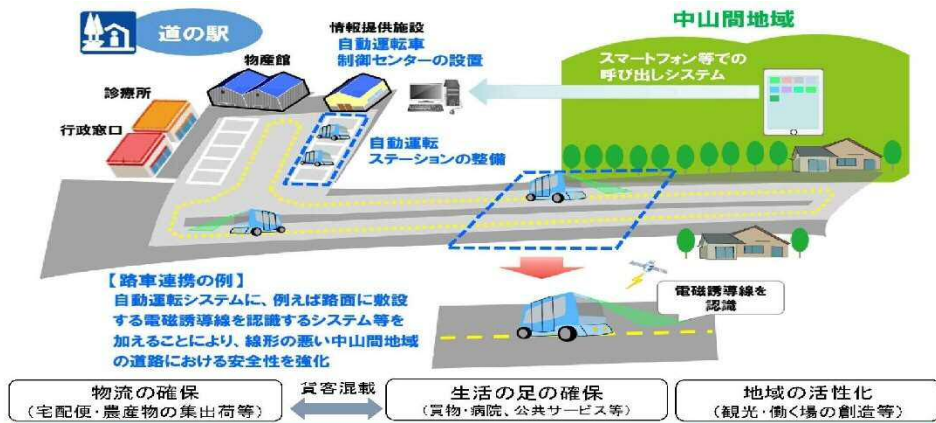 道の駅
情報提供施設
自動運転車
制御センターの設置
物産館
診療所
行政窓口
自動運転
ステーションの整備
中山間地域
スマートフォン等での
呼び出しシステム
【路車連携の例】
自動運転システムに、例えば路面に敷設
する電磁誘導線を認識するシステム等を
加えることにより、線形の悪い中山間地域
の道路における安全性を強化
電磁誘導線を
認識
物流の確保
(宅配便・農産物の集出荷等)
貨客混載
生活の足の確保
(買物・病院、公共サービス等)
地域の活性化
(観光・働く場の創造等)